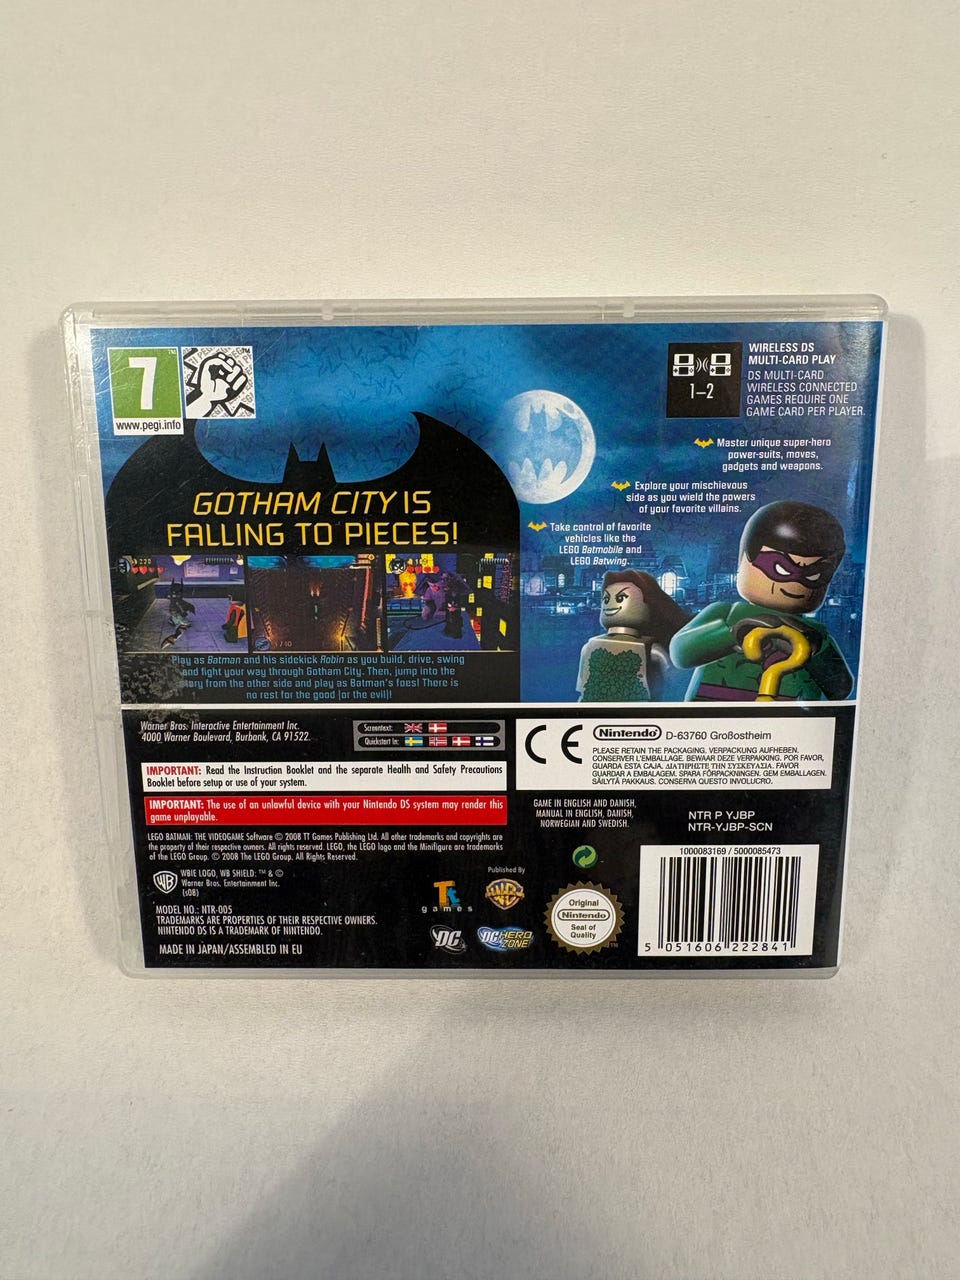 7
TM
TM
www.pegi.info
WIRELESS DS
MULTI-CARD PLAY
DS MULTI-CARD
WIRELESS CONNECTED
GAMES REQUIRE ONE
GAME CARD PER PLAYER.
1–2
Master unique super-hero
power-suits, moves,
gadgets and weapons.
Explore your mischievous
side as you wield the powers
of your favorite villains.
Take control of favorite
vehicles like the
LEGO Batmobile and
LEGO Batwing.
GOTHAM CITY IS
FALLING TO PIECES!
Play as Batman and his sidekick Robin as you build, drive, swing
and fight your way through Gotham City. Then, jump into the
story from the other side and play as Batman's foes! There is
no rest for the good (or the evil)!
Warner Bros. Interactive Entertainment Inc.
4000 Warner Boulevard, Burbank, CA 91522.
Screentext:
Quickstart In:
IMPORTANT: Read the Instruction Booklet and the separate Health and Safety Precautions
Booklet before setup or use of your system.
IMPORTANT: The use of an unlawful device with your Nintendo DS system may render this
game unplayable.
LEGO BATMAN: THE VIDEOGAME Software © 2008 TT Games Publishing Ltd. All other trademarks and copyrights are
the property of their respective owners. All rights reserved. LEGO, the LEGO logo and the Minifigure are trademarks
of the LEGO Group. © 2008 The LEGO Group. All Rights Reserved.
WB
WBIE LOGO, WB SHIELD: ™ & ©
Warner Bros. Entertainment Inc.
(s08)
MODEL NO.: NTR-005
TRADEMARKS ARE PROPERTIES OF THEIR RESPECTIVE OWNERS.
NINTENDO DS IS A TRADEMARK OF NINTENDO.
MADE IN JAPAN/ASSEMBLED IN EU
Tt
games
Published By
DC
DC HERO
ZONE
CE
Nintendo
D-63760 Großostheim
PLEASE RETAIN THE PACKAGING. VERPACKUNG AUFHEBEN.
CONSERVER L'EMBALLAGE. BEWAAR DEZE VERPAKKING. POR FAVOR,
GUARDA ESTA CAJA. ΔΙΑΤΗΡΗΣΤΕ ΤΗΝ ΣΥΣΚΕΥΑΣΙΑ. FAVOR
GUARDAR A EMBALAGEM. SPARA FÖRPACKNINGEN. GEM EMBALLAGEN.
SÄILYTÄ PAKKAUS. CONSERVA QUESTO INVOLUCRO.
GAME IN ENGLISH AND DANISH,
MANUAL IN ENGLISH, DANISH,
NORWEGIAN AND SWEDISH.
NTR P YJBP
NTR-YJBP-SCN
1000083169 / 5000085473
5 051606 222841
Original
Nintendo
Seal of
Quality